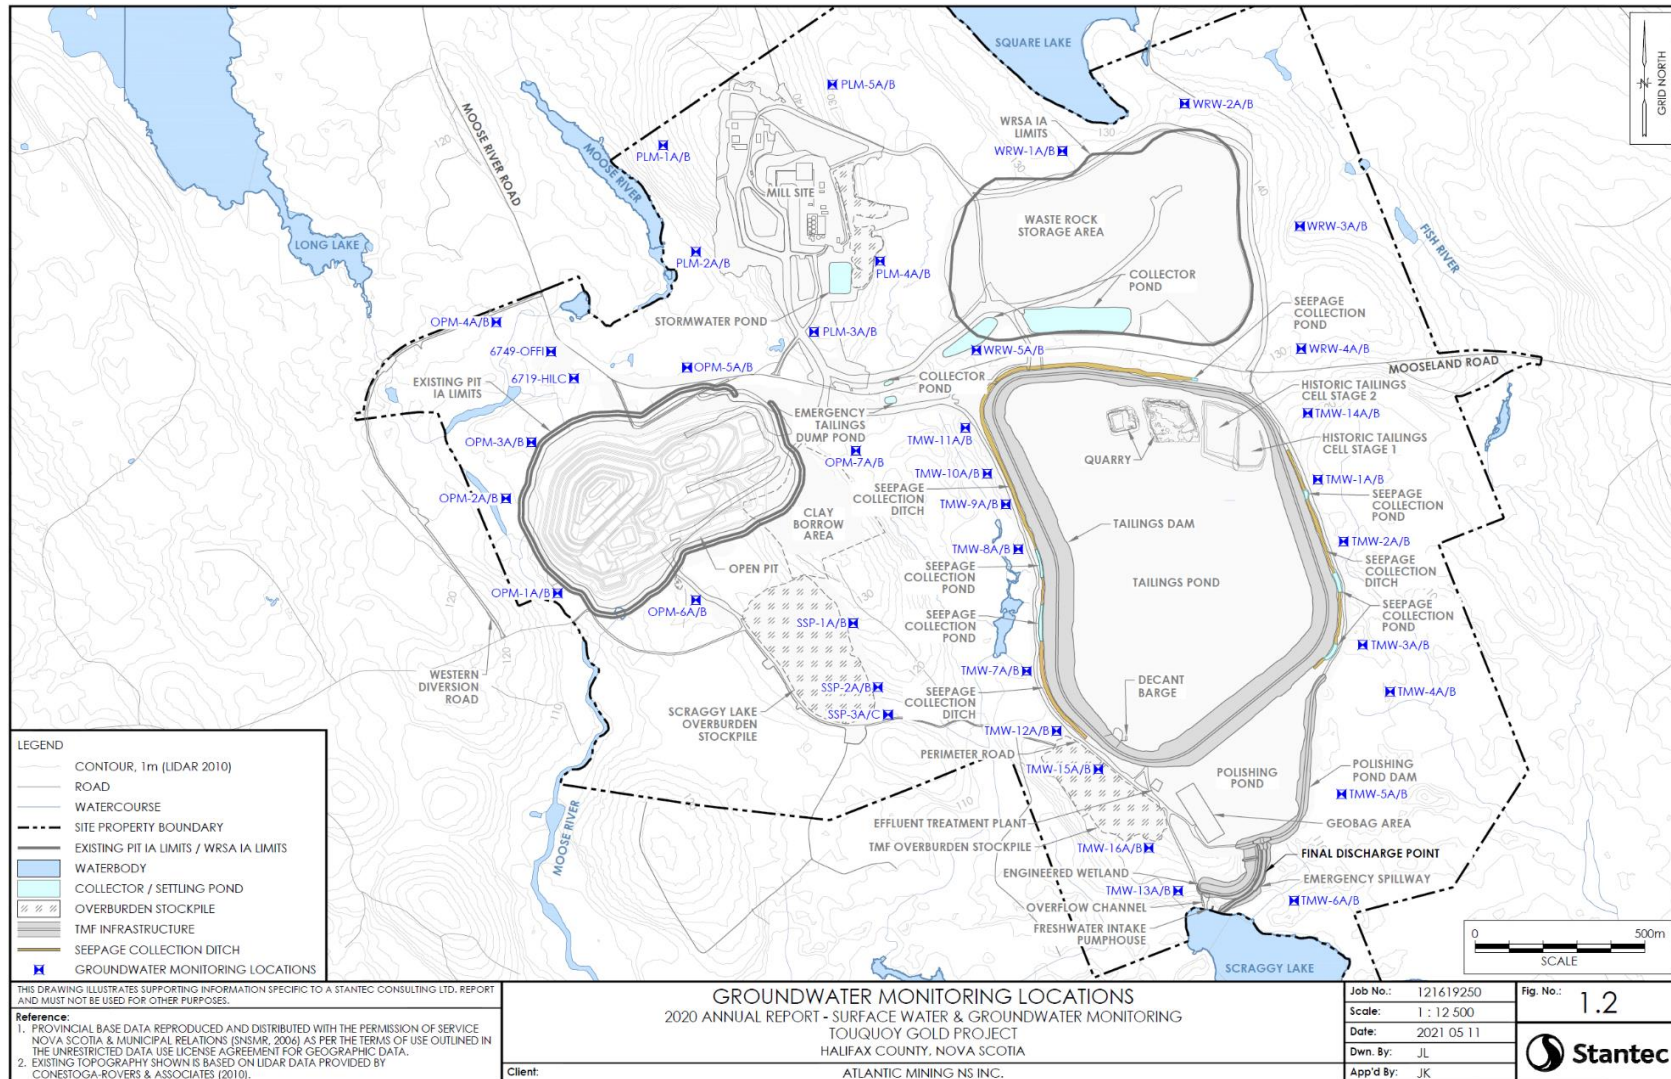 SQUARE LAKE
GRID NORTH
N
PLM-5A/B
130
140
WRW-2A/B
WRSA IA
LIMITS
130
WRW-1A/B
130
MOOSE RIVER ROAD
120
PLM-1A/B
MOOSE RIVER
MILL SITE
140
WASTE ROCK
STORAGE AREA
WRW-3A/B
FISH RIVER
LONG LAKE
PLM-2A/B
PLM-4A/B
COLLECTOR
POND
SEEPAGE
COLLECTION
POND
STORMWATER POND
OPM-4A/B
PLM-3A/B
6749-OFFI
WRW-5A/B
130
WRW-4A/B
MOOSELAND ROAD
OPM-5A/B
6719-HILC
EXISTING PIT
IA LIMITS
COLLECTOR
POND
HISTORIC TAILINGS
CELL STAGE 2
EMERGENCY
TAILINGS
DUMP POND
TMW-14A/B
TMW-11A/B
OPM-3A/B
HISTORIC TAILINGS
CELL STAGE 1
OPM-7A/B
QUARRY
TMW-10A/B
SEEPAGE
COLLECTION
DITCH
TMW-1A/B
OPM-2A/B
TMW-9A/B
SEEPAGE
COLLECTION
POND
CLAY
BORROW
AREA
TAILINGS DAM
TMW-2A/B
TMW-8A/B
SEEPAGE
COLLECTION
POND
SEEPAGE
COLLECTION
DITCH
OPEN PIT
TAILINGS POND
OPM-1A/B
130
OPM-6A/B
120
SEEPAGE
COLLECTION
POND
SEEPAGE
COLLECTION
POND
SSP-1A/B
TMW-3A/B
120
120
WESTERN
DIVERSION
ROAD
TMW-7A/B
DECANT
BARGE
SSP-2A/B
SEEPAGE
COLLECTION
DITCH
TMW-4A/B
110
SCRAGGY LAKE
OVERBURDEN
STOCKPILE
SSP-3A/C
TMW-12A/B
PERIMETER ROAD
TMW-15A/B
POLISHING
POND
POLISHING
POND DAM
TMW-5A/B
110
110
MOOSE RIVER
EFFLUENT TREATMENT PLANT
GEOBAG AREA
TMF OVERBURDEN STOCKPILE
TMW-16A/B
FINAL DISCHARGE POINT
ENGINEERED WETLAND
EMERGENCY SPILLWAY
TMW-13A/B
TMW-6A/B
OVERFLOW CHANNEL
FRESHWATER INTAKE
PUMPHOUSE
SCRAGGY LAKE
0 500m
SCALE
LEGEND
CONTOUR, 1m (LIDAR 2010)
ROAD
WATERCOURSE
SITE PROPERTY BOUNDARY
EXISTING PIT IA LIMITS / WRSA IA LIMITS
WATERBODY
COLLECTOR / SETTLING POND
OVERBURDEN STOCKPILE
TMF INFRASTRUCTURE
SEEPAGE COLLECTION DITCH
GROUNDWATER MONITORING LOCATIONS
THIS DRAWING ILLUSTRATES SUPPORTING INFORMATION SPECIFIC TO A STANTEC CONSULTING LTD. REPORT
AND MUST NOT BE USED FOR OTHER PURPOSES.
Reference:
1. PROVINCIAL BASE DATA REPRODUCED AND DISTRIBUTED WITH THE PERMISSION OF SERVICE
NOVA SCOTIA & MUNICIPAL RELATIONS (SNSMR, 2006) AS PER THE TERMS OF USE OUTLINED IN
THE UNRESTRICTED DATA USE LICENSE AGREEMENT FOR GEOGRAPHIC DATA.
2. EXISTING TOPOGRAPHY SHOWN IS BASED ON LIDAR DATA PROVIDED BY
CONESTOGA-ROVERS & ASSOCIATES (2010).
GROUNDWATER MONITORING LOCATIONS
2020 ANNUAL REPORT - SURFACE WATER & GROUNDWATER MONITORING
TOUQUOY GOLD PROJECT
HALIFAX COUNTY, NOVA SCOTIA
Client: ATLANTIC MINING NS INC.
Job No.: 121619250
Scale: 1 : 12 500
Date: 2021 05 11
Dwn. By: JL
App'd By: JK
Fig. No.: 1.2
Stantec